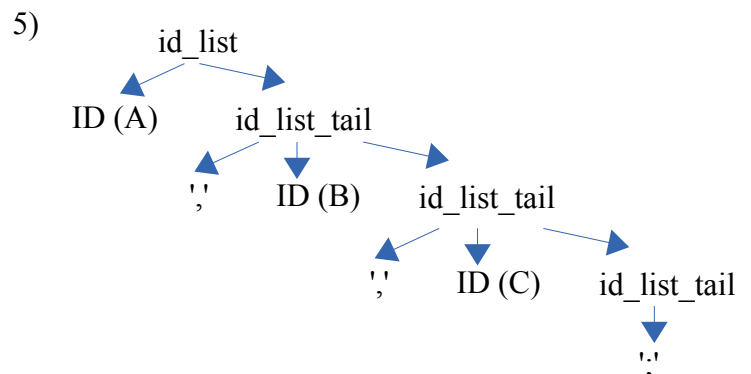 5)
id_list
ID (A)
id_list_tail
',' ID (B)
id_list_tail
',' ID (C)
id_list_tail
';'